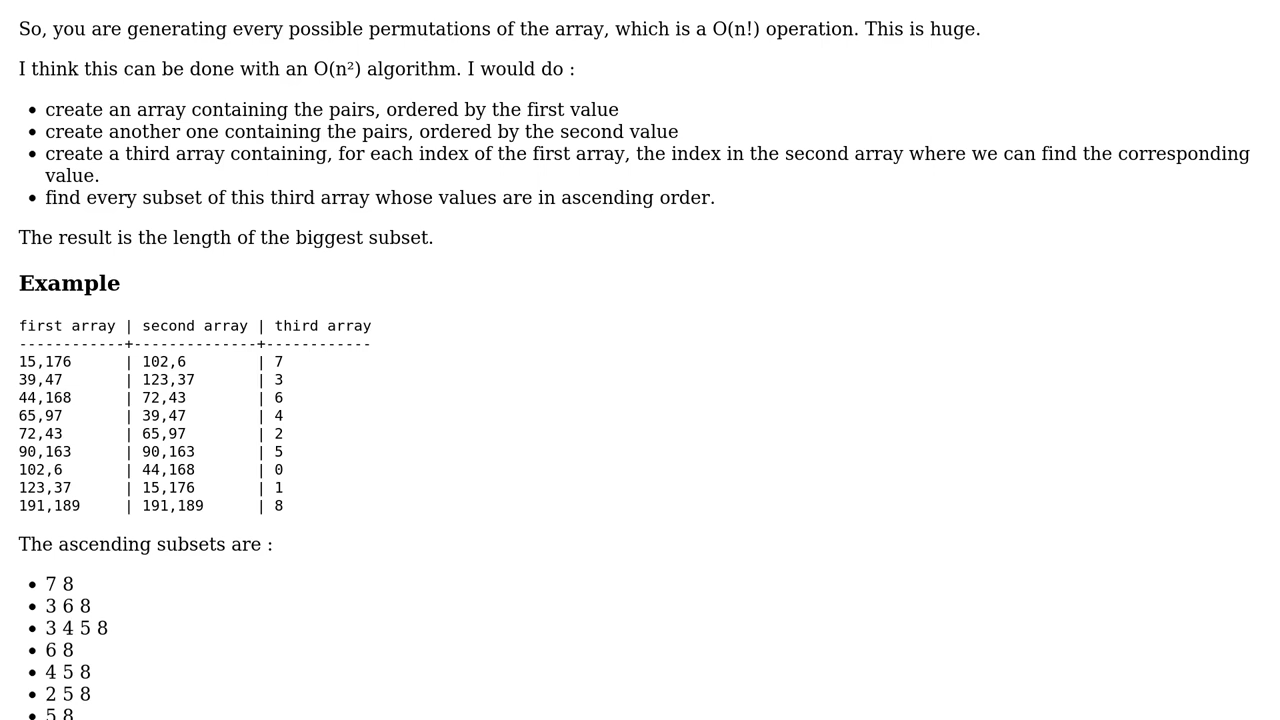 So, you are generating every possible permutations of the array, which is a O(n!) operation. This is huge.
I think this can be done with an O(n²) algorithm. I would do :
• create an array containing the pairs, ordered by the first value
• create another one containing the pairs, ordered by the second value
• create a third array containing, for each index of the first array, the index in the second array where we can find the corresponding
value.
• find every subset of this third array whose values are in ascending order.
The result is the length of the biggest subset.
Example
first array | second array | third array
------------+--------------+------------
15,176      | 102,6        | 7
39,47       | 123,37       | 3
44,168      | 72,43        | 6
65,97       | 39,47        | 4
72,43       | 65,97        | 2
90,163      | 90,163       | 5
102,6       | 44,168       | 0
123,37      | 15,176       | 1
191,189     | 191,189      | 8
The ascending subsets are :
• 7 8
• 3 6 8
• 3 4 5 8
• 6 8
• 4 5 8
• 2 5 8
• 5 8